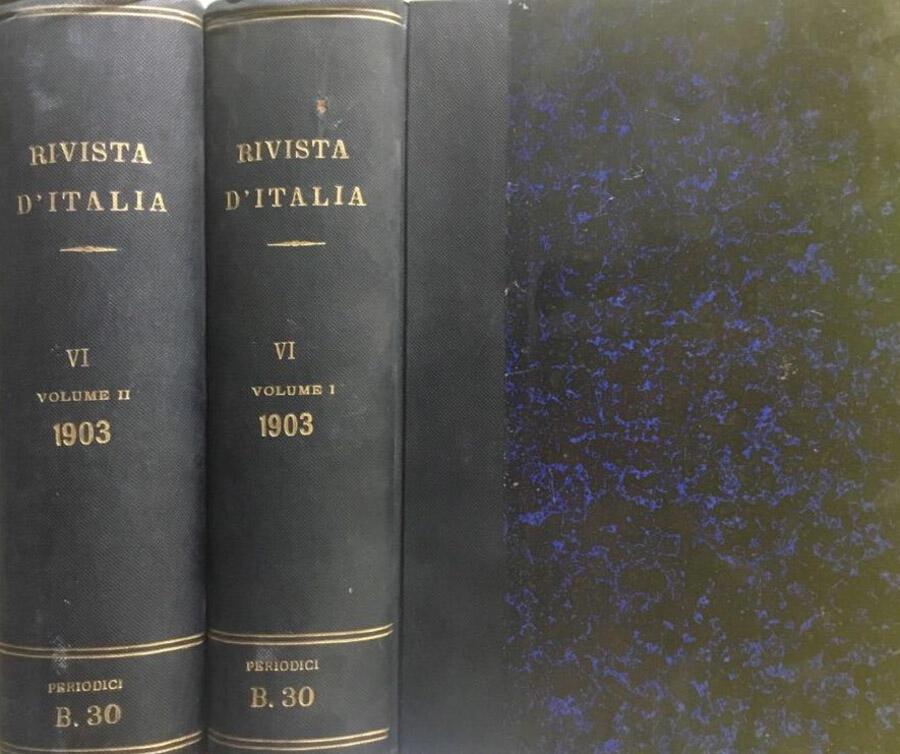 RIVISTA
D'ITALIA
VI
VOLUME II
1903
PERIODICI
B. 30
RIVISTA
D'ITALIA
VI
VOLUME I
1903
PERIODICI
B. 30